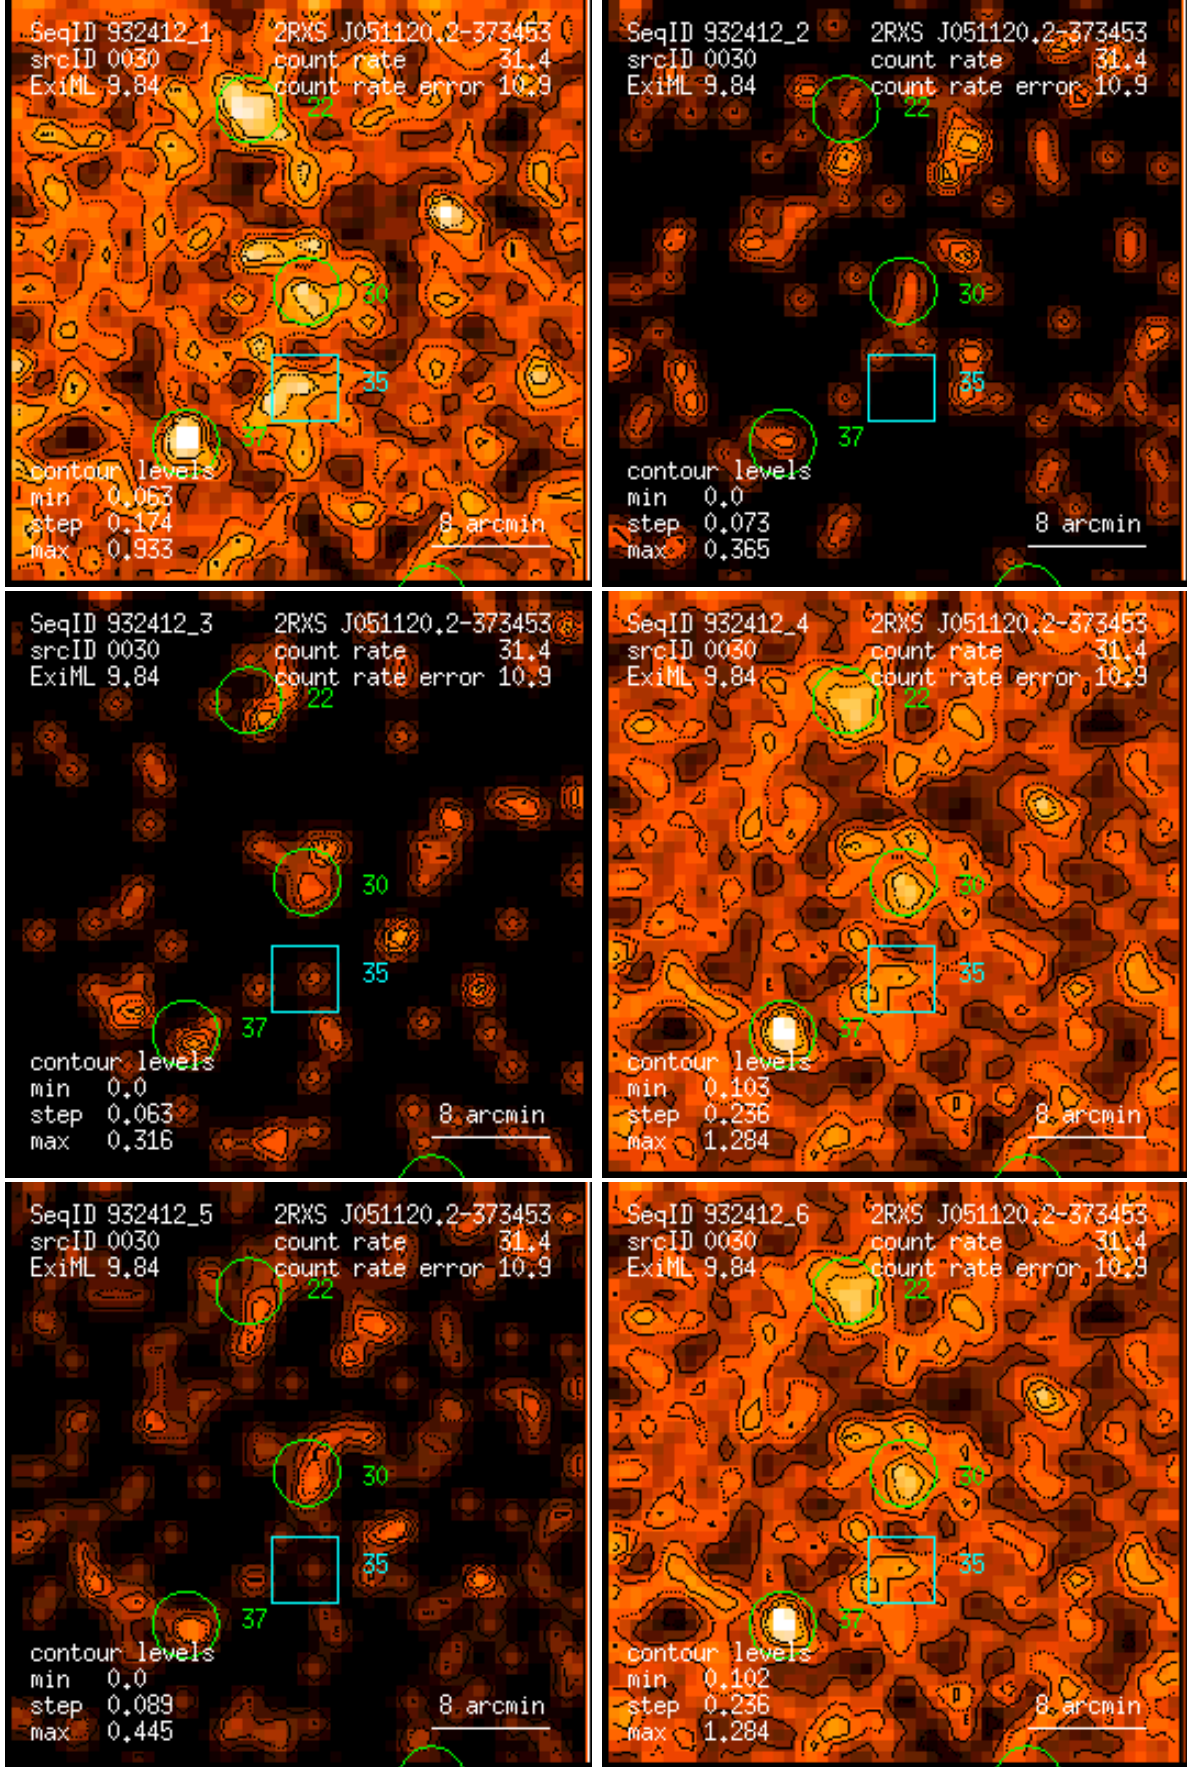 SeqID 932412_1 2RXS J051120.2-373453
srcID 0030 count rate 31.4
ExiML 9.84 count rate error 10.9
22
30
35
37
contour levels
min 0.063
step 0.174 8 arcmin
max 0.933
SeqID 932412_2 2RXS J051120.2-373453
srcID 0030 count rate 31.4
ExiML 9.84 count rate error 10.9
22
30
35
37
contour levels
min 0.0
step 0.073 8 arcmin
max 0.365
SeqID 932412_3 2RXS J051120.2-373453
srcID 0030 count rate 31.4
ExiML 9.84 count rate error 10.9
22
30
35
37
contour levels
min 0.0
step 0.063 8 arcmin
max 0.316
SeqID 932412_4 2RXS J051120.2-373453
srcID 0030 count rate 31.4
ExiML 9.84 count rate error 10.9
22
30
35
37
contour levels
min 0.103
step 0.236 8 arcmin
max 1.284
SeqID 932412_5 2RXS J051120.2-373453
srcID 0030 count rate 31.4
ExiML 9.84 count rate error 10.9
22
30
35
37
contour levels
min 0.0
step 0.089 8 arcmin
max 0.445
SeqID 932412_6 2RXS J051120.2-373453
srcID 0030 count rate 31.4
ExiML 9.84 count rate error 10.9
22
30
35
37
contour levels
min 0.102
step 0.236 8 arcmin
max 1.284